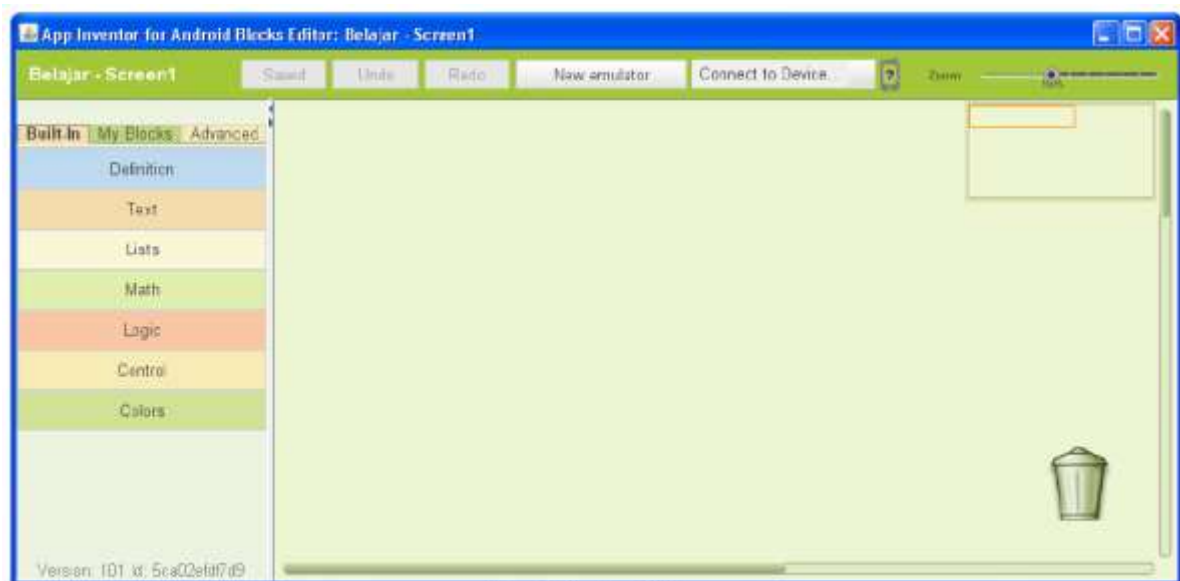 App Inventor for Android Blocks Editor: Belajar - Screen1
Belajar - Screen1 Saved Undo Redo New emulator Connect to Device... ? Zoom
Built-In My Blocks Advanced
Definition
Text
Lists
Math
Logic
Control
Colors
Version: 101 Id: